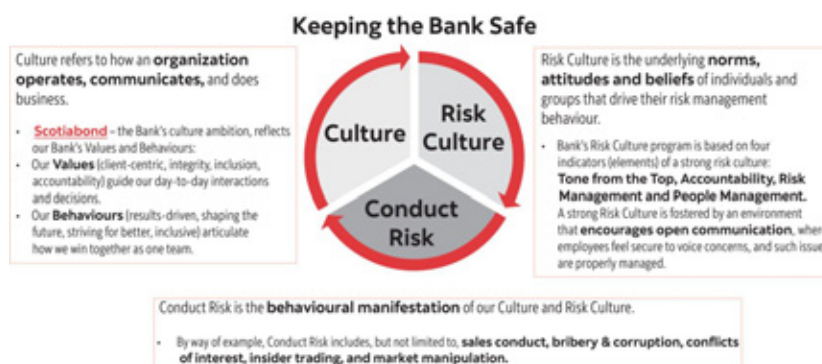 Keeping the Bank Safe
Culture refers to how an organization
operates, communicates, and does
business.
• Scotiabond – the Bank's culture ambition, reflects
our Bank's Values and Behaviours:
• Our Values (client-centric, integrity, inclusion,
accountability) guide our day-to-day interactions
and decisions.
• Our Behaviours (results-driven, shaping the
future, striving for better, inclusive) articulate
how we win together as one team.
Culture
Risk
Culture
Conduct
Risk
Risk Culture is the underlying norms,
attitudes and beliefs of individuals and
groups that drive their risk management
behaviour.
• Bank's Risk Culture program is based on four
indicators (elements) of a strong risk culture:
Tone from the Top, Accountability, Risk
Management and People Management.
A strong Risk Culture is fostered by an environment
that encourages open communication, wher
employees feel secure to voice concerns, and such issue
are properly managed.
Conduct Risk is the behavioural manifestation of our Culture and Risk Culture.
• By way of example, Conduct Risk includes, but not limited to, sales conduct, bribery & corruption, conflicts
of interest, insider trading, and market manipulation.